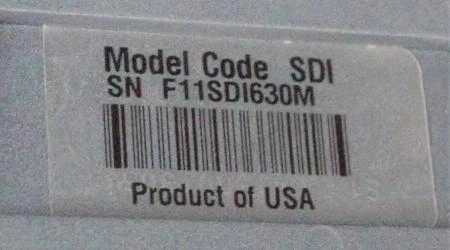 Model Code SDI
SN F11SDI630M
Product of USA